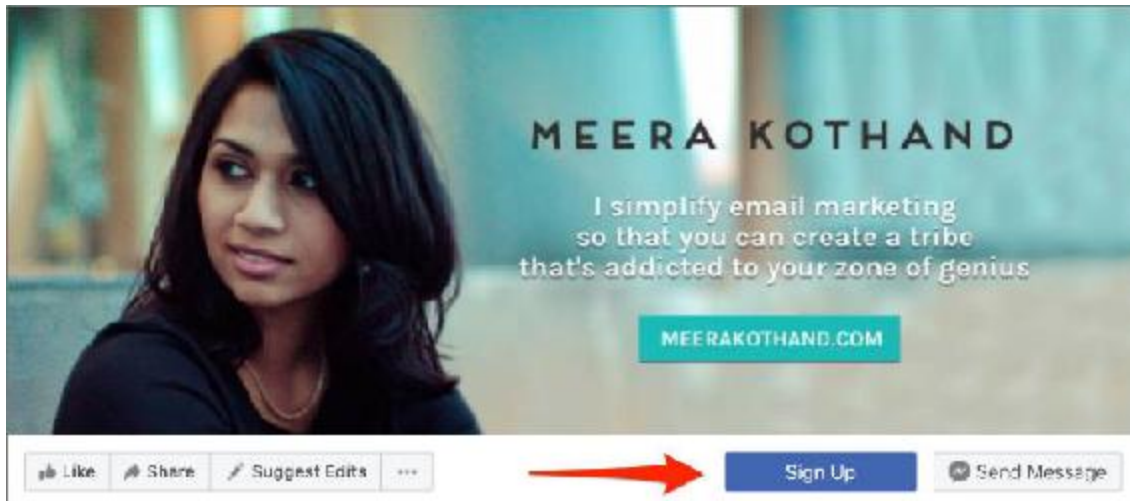 MEERA KOTHAND
I simplify email marketing
so that you can create a tribe
that's addicted to your zone of genius
MEERAKOTHAND.COM
Like Share Suggest Edits ... Sign Up Send Message